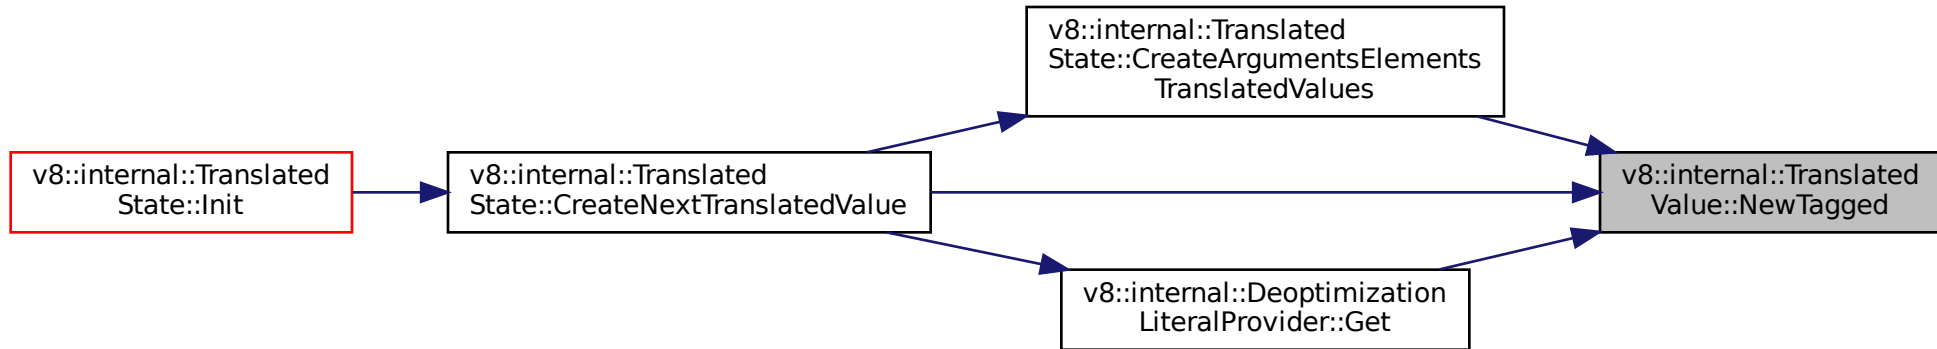 v8::internal::Translated
State::CreateArgumentsElements
TranslatedValues
v8::internal::Translated
State::Init
v8::internal::Translated
State::CreateNextTranslatedValue
v8::internal::Translated
Value::NewTagged
v8::internal::Deoptimization
LiteralProvider::Get